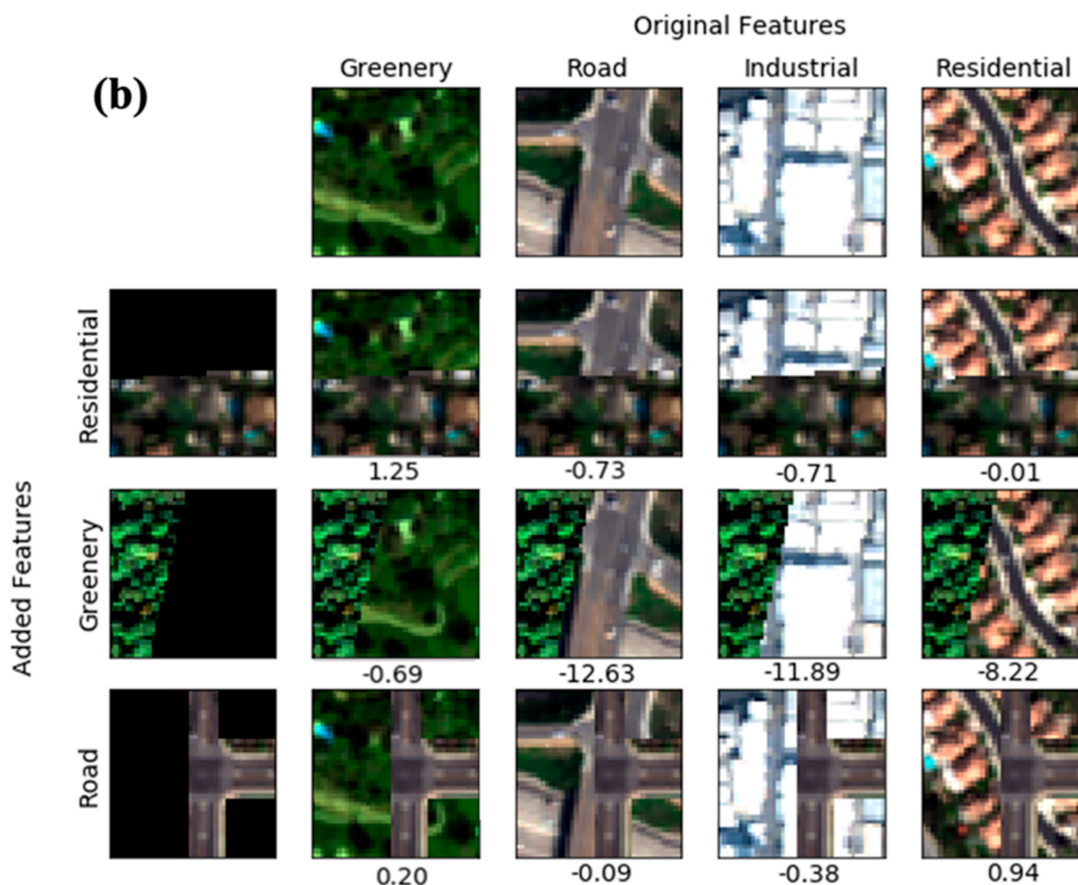 Original Features
(b)
Greenery Road Industrial Residential
Residential
1.25 -0.73 -0.71 -0.01
Added Features
Greenery
-0.69 -12.63 -11.89 -8.22
Road
0.20 -0.09 -0.38 0.94